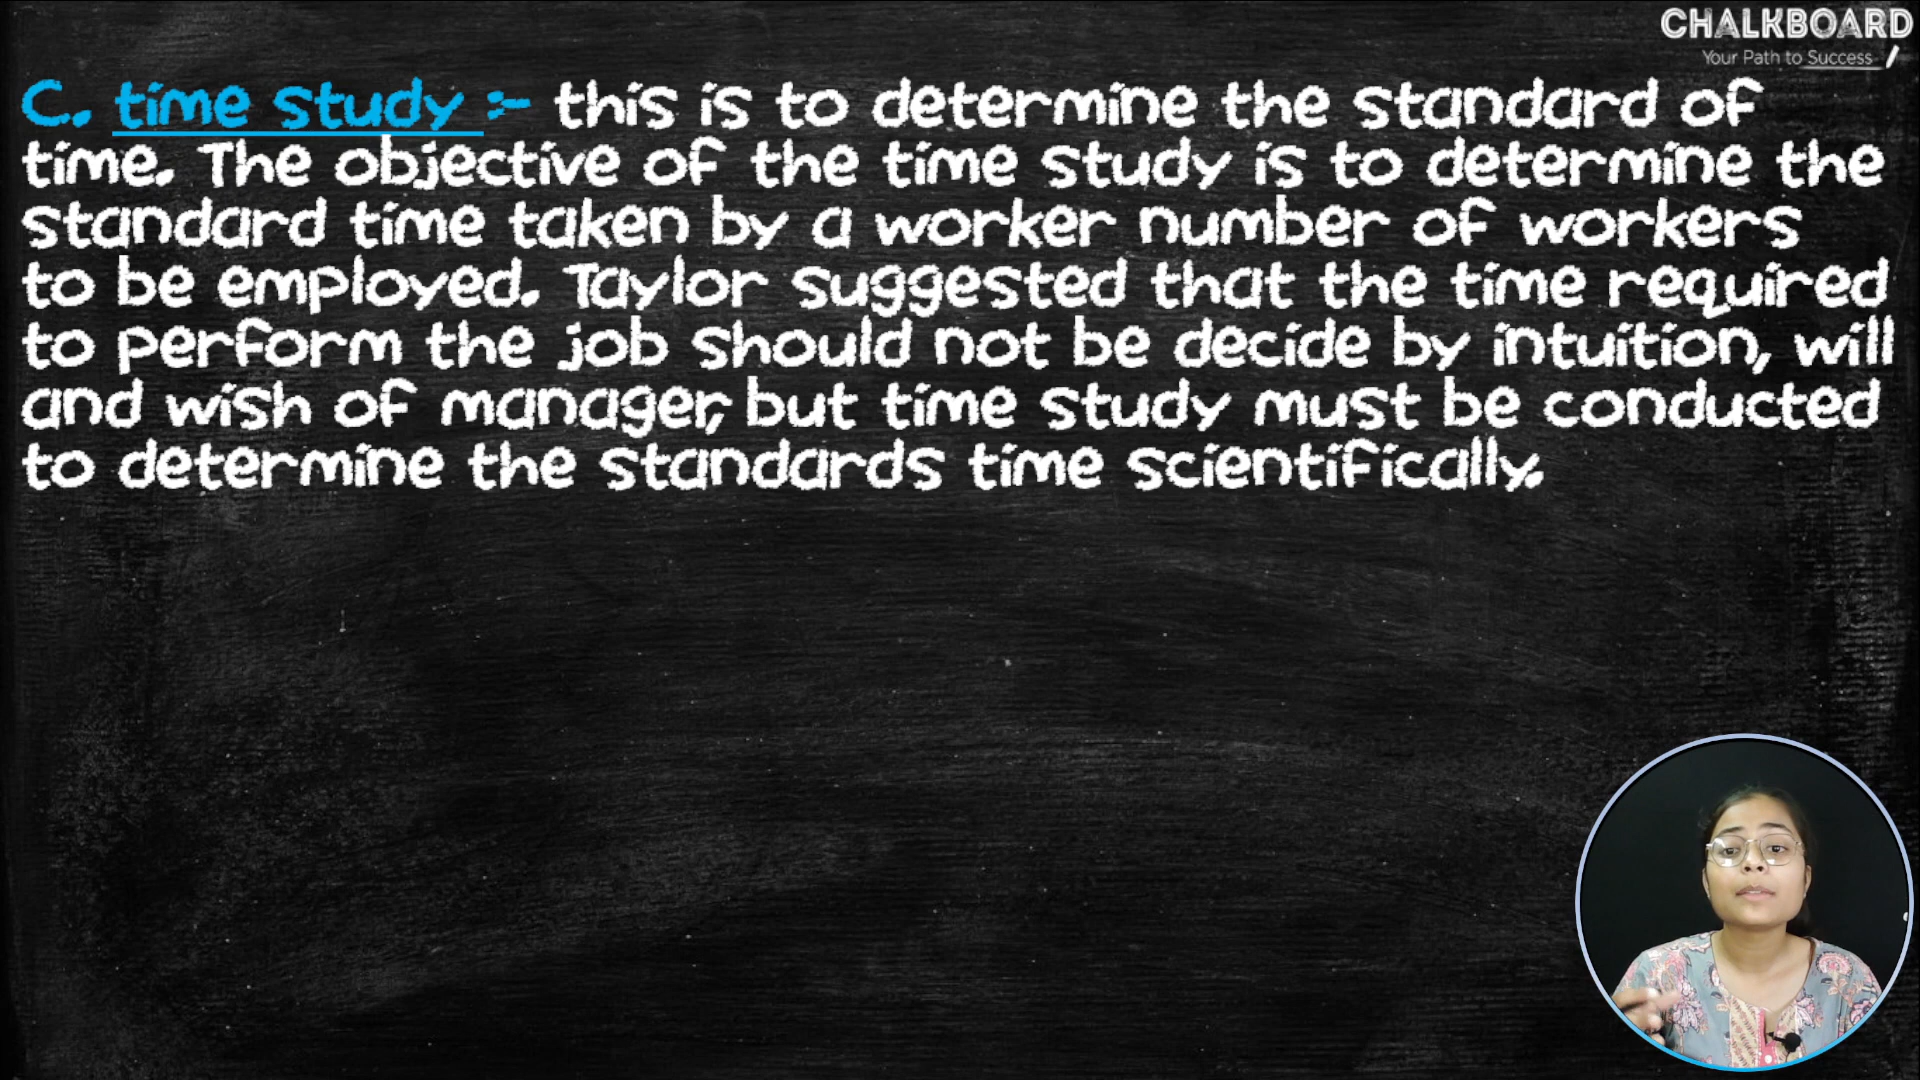 CHALKBOARD
Your Path to Success
C. time study :- this is to determine the standard of
time. The objective of the time study is to determine the
standard time taken by a worker number of workers
to be employed. Taylor suggested that the time required
to perform the job should not be decide by intuition, will
and wish of manager, but time study must be conducted
to determine the standards time scientifically.